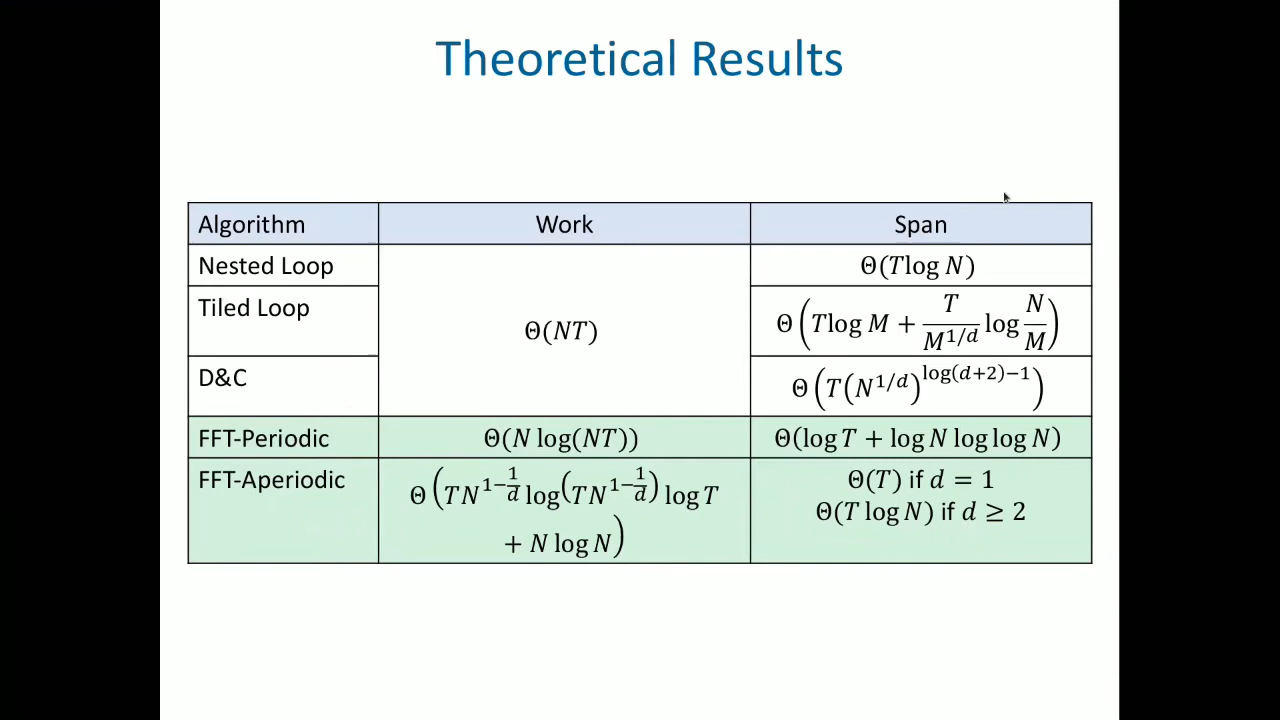 Theoretical Results
Algorithm Work Span
Nested Loop Θ(T log N)
Tiled Loop Θ(NT) Θ(T log M + T/M^{1/d} log N/M)
D&C Θ(T(N^{1/d})^{log(d+2)−1})
FFT-Periodic Θ(N log(NT)) Θ(log T + log N log log N)
FFT-Aperiodic Θ(TN^{1−1/d} log(TN^{1−1/d}) log T Θ(T) if d = 1
+ N log N) Θ(T log N) if d ≥ 2